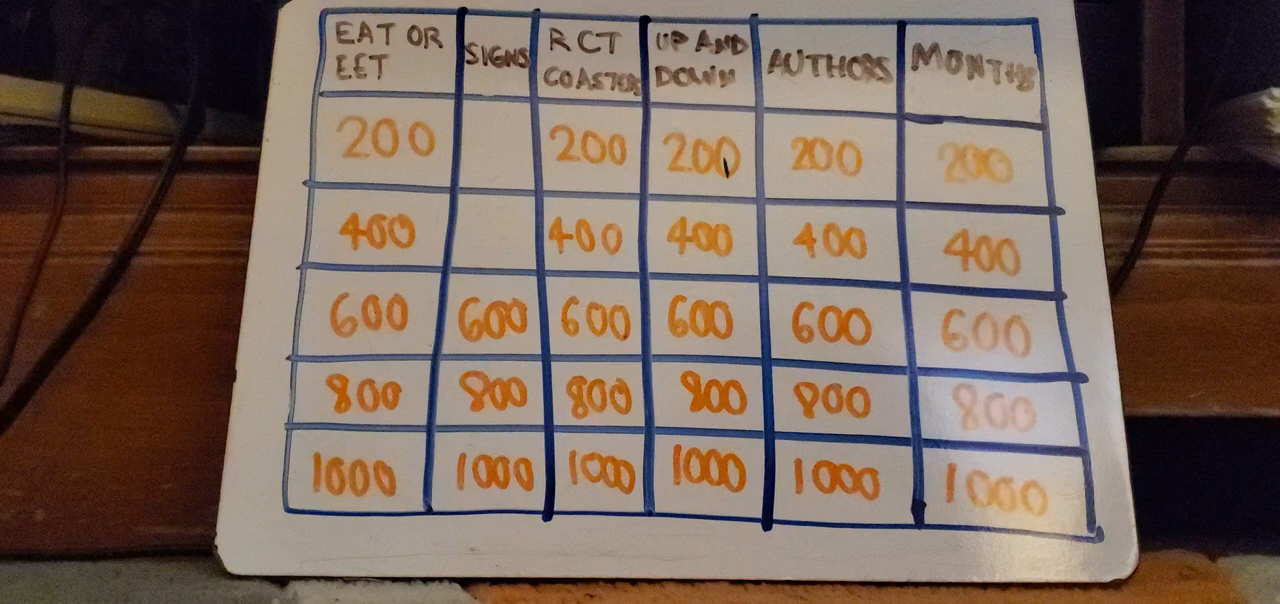 EAT OR EET SIGNS RCT COASTERS UP AND DOWN AUTHORS MONTHS
200 200 200 200 200
400 400 400 400 400
600 600 600 600 600 600
800 800 800 800 800 800
1000 1000 1000 1000 1000 1000